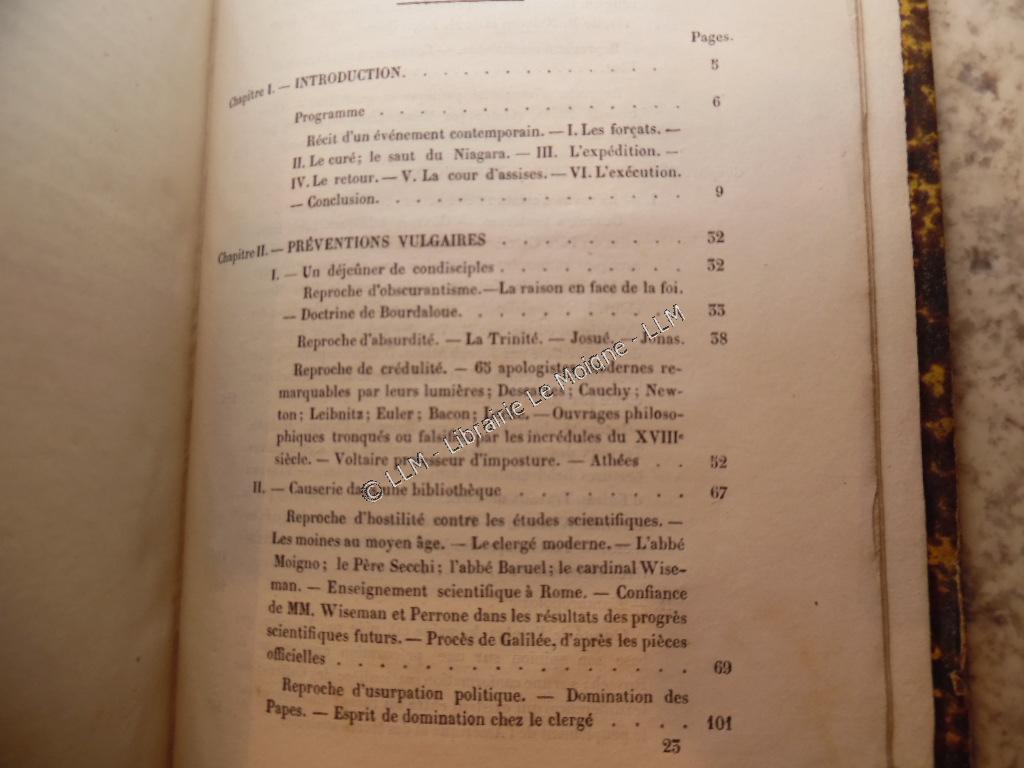 Pages.
Chapitre I. — INTRODUCTION. . . . . . . . . . . . . . 5
Programme . . . . . . . . . . . . . . . . 6
Récit d'un événement contemporain. — I. Les forçats. —
II. Le curé; le saut du Niagara. — III. L'expédition. —
IV. Le retour. — V. La cour d'assises. — VI. L'exécution.
— Conclusion. . . . . . . . . . . . . . . 9
Chapitre II. — PRÉVENTIONS VULGAIRES . . . . . . . . . 32
I. — Un déjeûner de condisciples . . . . . . . . . 32
Reproche d'obscurantisme. — La raison en face de la foi.
— Doctrine de Bourdaloue. . . . . . . . . . . 33
Reproche d'absurdité. — La Trinité. — Josué. — Jonas. 38
Reproche de crédulité. — 65 apologistes modernes re-
marquables par leurs lumières; Descartes; Cauchy; New-
ton; Leibnitz; Euler; Bacon; — Ouvrages philoso-
phiques tronqués ou falsifiés par les incrédules du XVIIIe
siècle. — Voltaire professeur d'imposture. — Athées . . 52
II. — Causerie dans une bibliothèque . . . . . . . . 67
Reproche d'hostilité contre les études scientifiques. —
Les moines au moyen âge. — Le clergé moderne. — L'abbé
Moigno; le Père Secchi; l'abbé Baruel; le cardinal Wise-
man. — Enseignement scientifique à Rome. — Confiance
de MM. Wiseman et Perrone dans les résultats des progrès
scientifiques futurs. — Procès de Galilée, d'après les pièces
officielles . . . . . . . . . . . . . . . . . 69
Reproche d'usurpation politique. — Domination des
Papes. — Esprit de domination chez le clergé . . . . 101
23
© LLM - Librairie Le Moigne - LLM